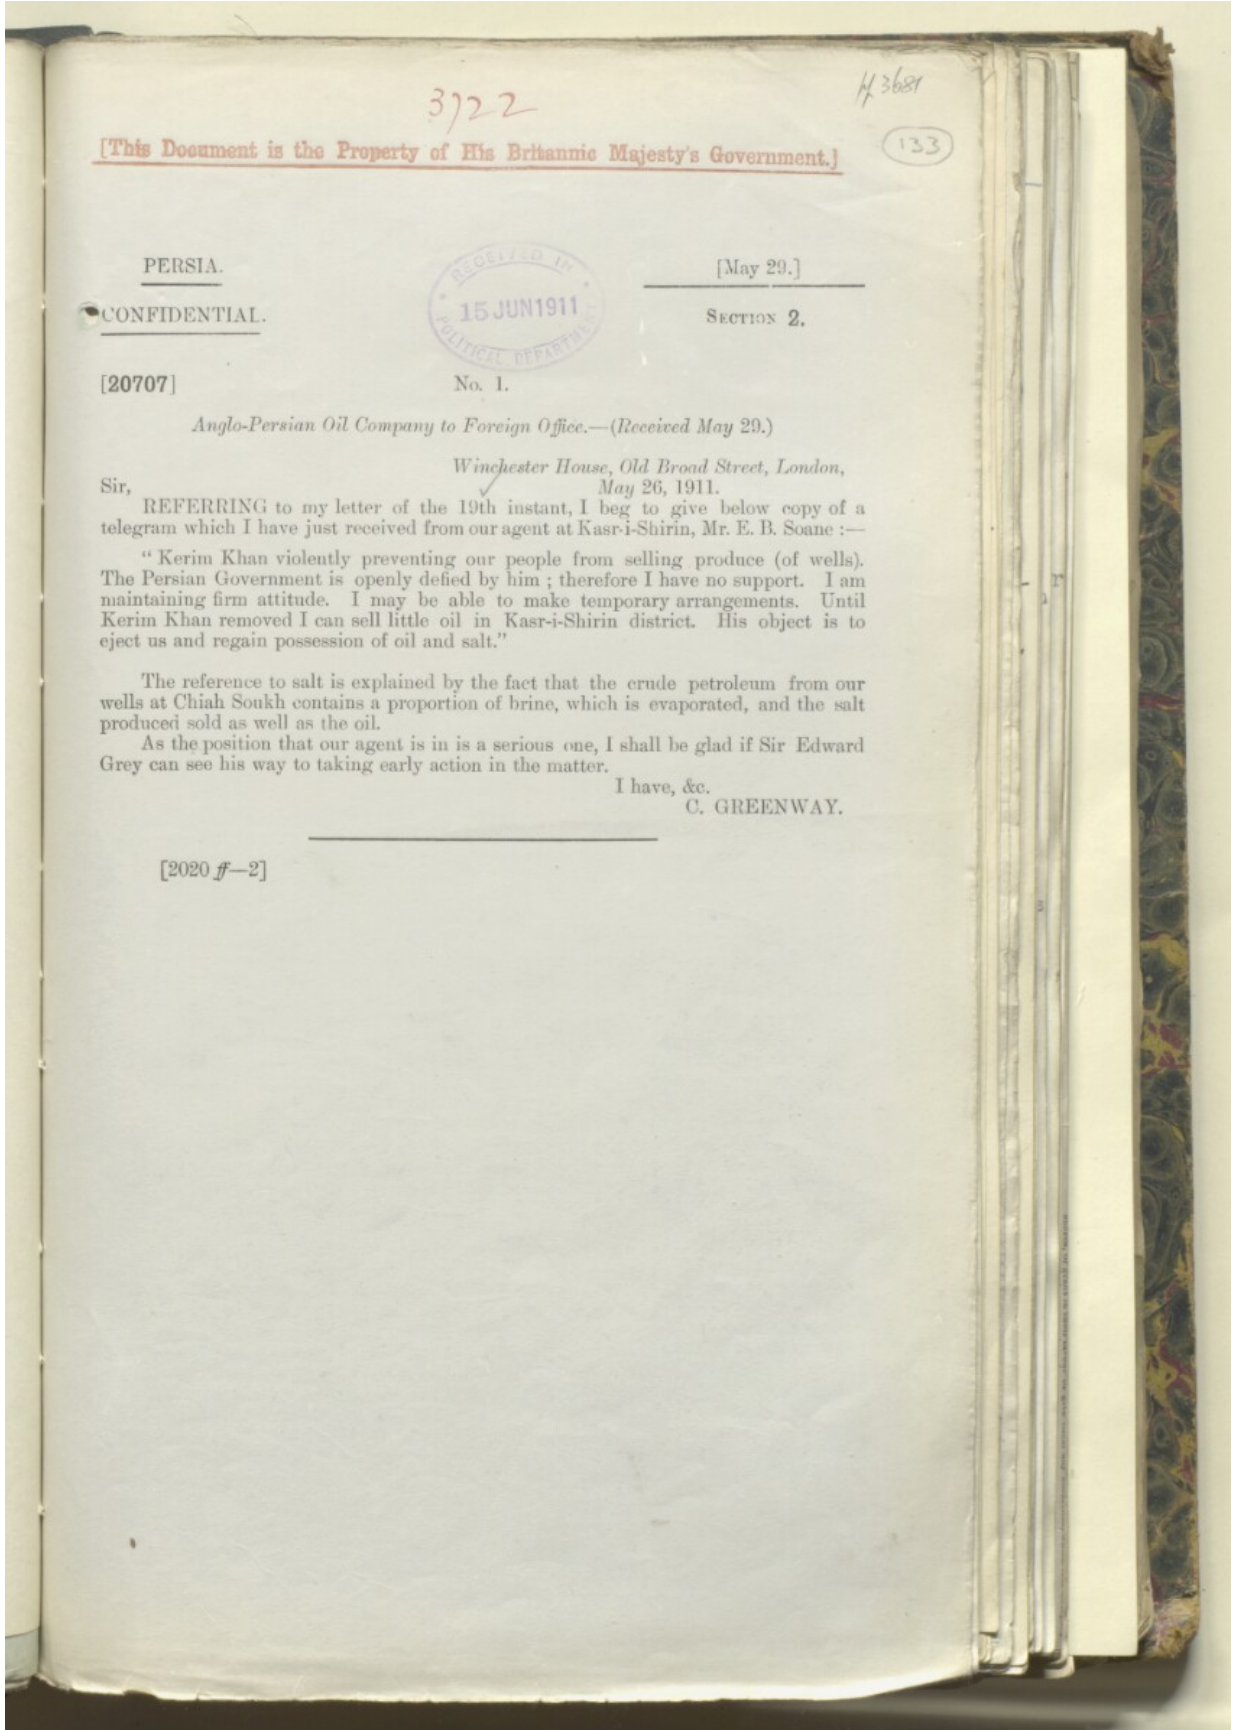 3722
[This Document is the Property of His Britannic Majesty's Government.]
133
PERSIA.
[May 29.]
CONFIDENTIAL.
SECTION 2.
RECEIVED IN
15 JUN 1911
POLITICAL DEPARTMENT
[20707]
No. 1.
Anglo-Persian Oil Company to Foreign Office.—(Received May 29.)
Winchester House, Old Broad Street, London,
Sir, May 26, 1911.
REFERRING to my letter of the 19th instant, I beg to give below copy of a
telegram which I have just received from our agent at Kasr-i-Shirin, Mr. E. B. Soane :—
" Kerim Khan violently preventing our people from selling produce (of wells).
The Persian Government is openly defied by him ; therefore I have no support. I am
maintaining firm attitude. I may be able to make temporary arrangements. Until
Kerim Khan removed I can sell little oil in Kasr-i-Shirin district. His object is to
eject us and regain possession of oil and salt."
The reference to salt is explained by the fact that the crude petroleum from our
wells at Chiah Soukh contains a proportion of brine, which is evaporated, and the salt
produced sold as well as the oil.
As the position that our agent is in is a serious one, I shall be glad if Sir Edward
Grey can see his way to taking early action in the matter.
I have, &c.
C. GREENWAY.
[2020 ff—2]